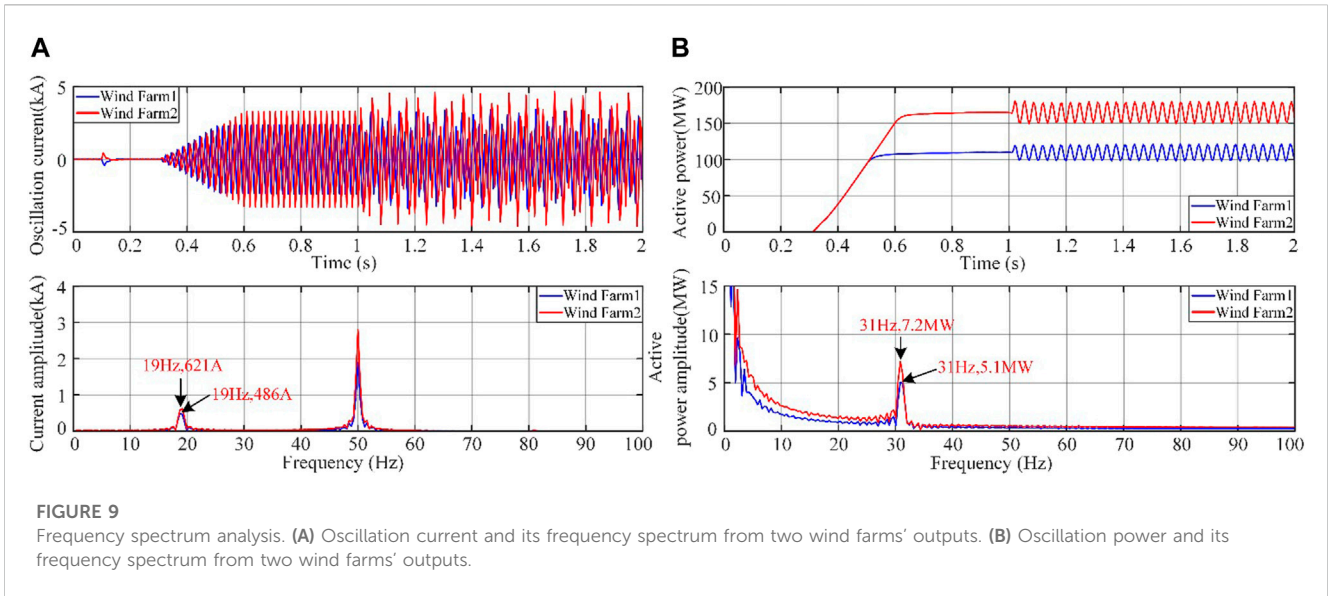 A
B
Oscillation current(kA)
5
0
-5
Wind Farm1
Wind Farm2
0 0.2 0.4 0.6 0.8 1 1.2 1.4 1.6 1.8 2
Time (s)
Active power(MW)
200
150
100
50
0
Wind Farm1
Wind Farm2
0 0.2 0.4 0.6 0.8 1 1.2 1.4 1.6 1.8 2
Time (s)
Current amplitude(kA)
4
3
2
1
0
Wind Farm1
Wind Farm2
19Hz,621A
19Hz,486A
0 10 20 30 40 50 60 70 80 90 100
Frequency (Hz)
Active
power amplitude(MW)
15
10
5
0
Wind Farm1
Wind Farm2
31Hz,7.2MW
31Hz,5.1MW
0 10 20 30 40 50 60 70 80 90 100
Frequency (Hz)
FIGURE 9
Frequency spectrum analysis. (A) Oscillation current and its frequency spectrum from two wind farms' outputs. (B) Oscillation power and its
frequency spectrum from two wind farms' outputs.